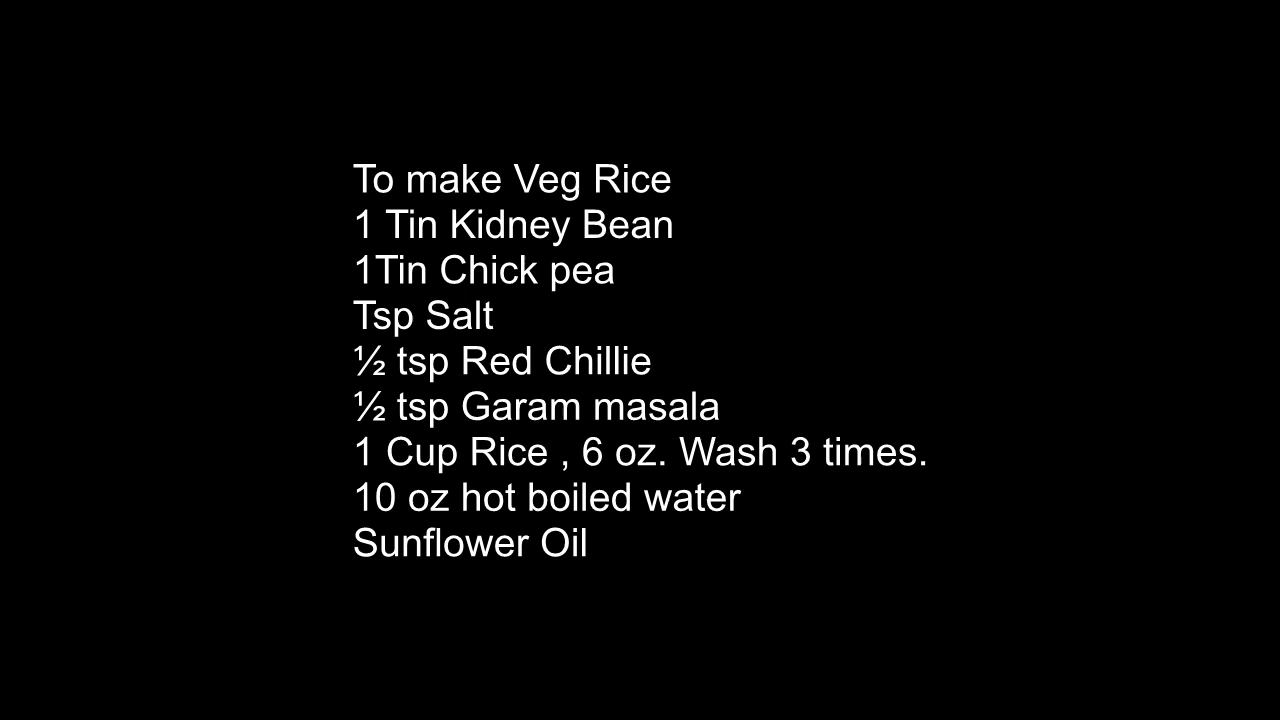 To make Veg Rice
1 Tin Kidney Bean
1Tin Chick pea
Tsp Salt
½ tsp Red Chillie
½ tsp Garam masala
1 Cup Rice , 6 oz. Wash 3 times.
10 oz hot boiled water
Sunflower Oil